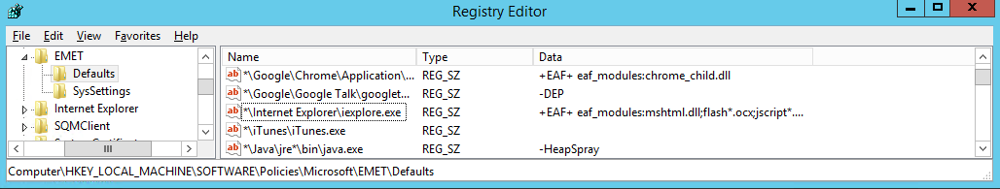 Registry Editor
File Edit View Favorites Help
EMET
Defaults
SysSettings
Internet Explorer
SQMClient
Name Type Data
*\Google\Chrome\Application\... REG_SZ +EAF+ eaf_modules:chrome_child.dll
*\Google\Google Talk\googlet... REG_SZ -DEP
*\Internet Explorer\iexplore.exe REG_SZ +EAF+ eaf_modules:mshtml.dll;flash*.ocx;jscript*....
*\iTunes\iTunes.exe REG_SZ
*\Java\jre*\bin\java.exe REG_SZ -HeapSpray
Computer\HKEY_LOCAL_MACHINE\SOFTWARE\Policies\Microsoft\EMET\Defaults